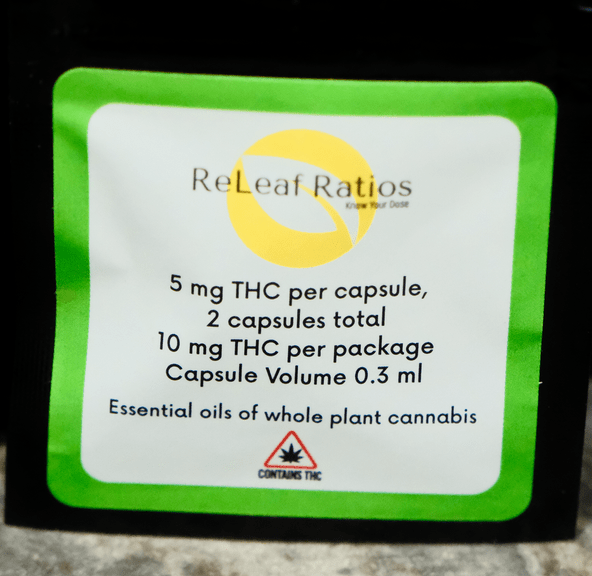 ReLeaf Ratios
Know Your Dose
5 mg THC per capsule,
2 capsules total
10 mg THC per package
Capsule Volume 0.3 ml
Essential oils of whole plant cannabis
CONTAINS THC